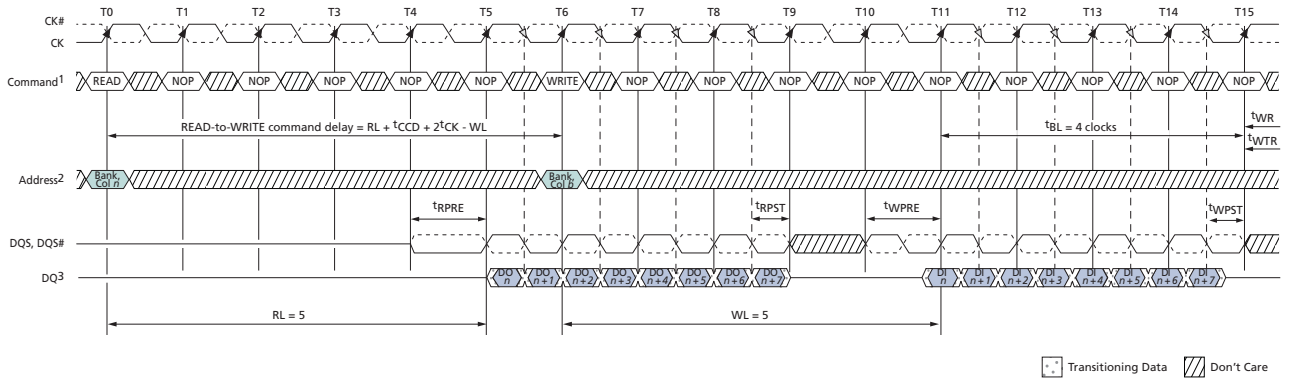 T0 T1 T2 T3 T4 T5 T6 T7 T8 T9 T10 T11 T12 T13 T14 T15
CK#
CK
Command1 READ NOP NOP NOP NOP NOP WRITE NOP NOP NOP NOP NOP NOP NOP NOP NOP
tWR
READ-to-WRITE command delay = RL + tCCD + 2tCK - WL tBL = 4 clocks
tWTR
Address2 Bank, Col n Bank, Col b
tRPRE tRPST tWPRE tWPST
DQS, DQS#
DQ3 DO n DO n+1 DO n+2 DO n+3 DO n+4 DO n+5 DO n+6 DO n+7 DI n DI n+1 DI n+2 DI n+3 DI n+4 DI n+5 DI n+6 DI n+7
RL = 5 WL = 5
Transitioning Data Don't Care